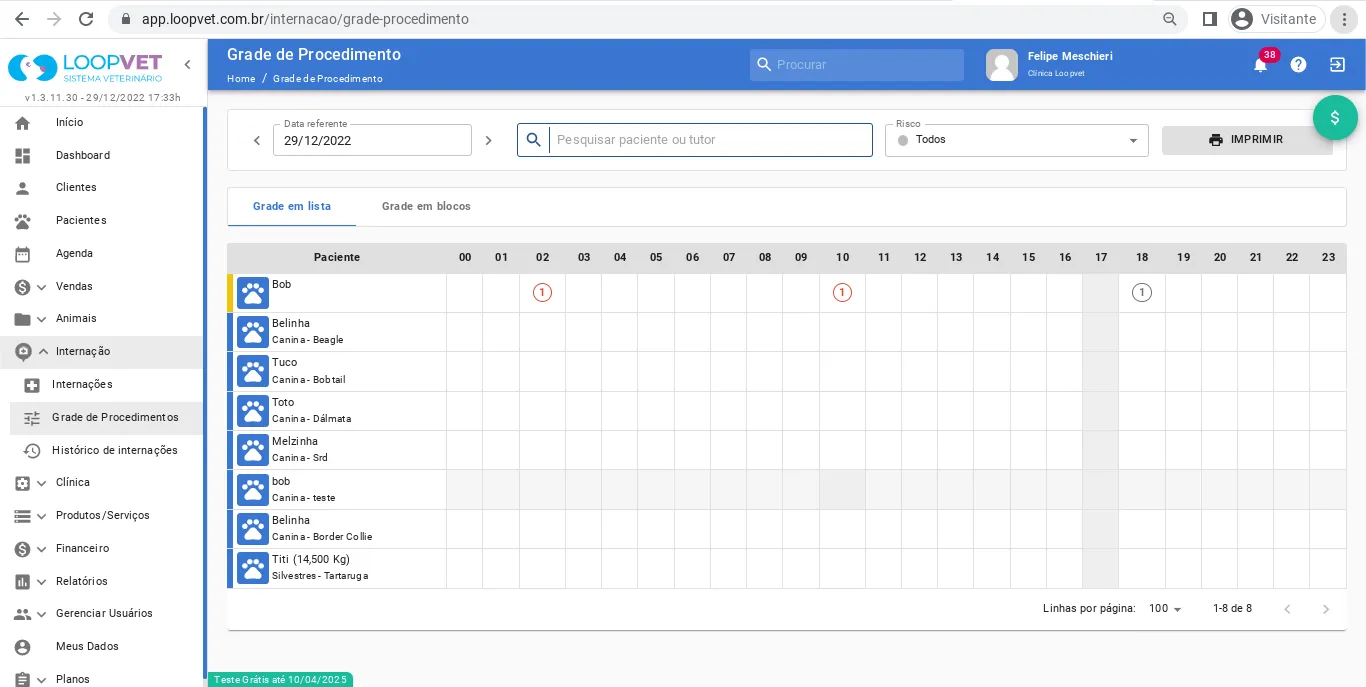 app.loopvet.com.br/internacao/grade-procedimento
Visitante
LOOPVET
SISTEMA VETERINÁRIO
v1.3.11.30 - 29/12/2022 17:33h
Início
Dashboard
Clientes
Pacientes
Agenda
Vendas
Animais
Internação
Internações
Grade de Procedimentos
Histórico de internações
Clínica
Produtos/Serviços
Financeiro
Relatórios
Gerenciar Usuários
Meus Dados
Planos
Grade de Procedimento
Home / Grade de Procedimento
Procurar
Felipe Meschieri
Clínica Loopvet
38
?
$
Data referente
29/12/2022
Pesquisar paciente ou tutor
Risco
Todos
IMPRIMIR
Grade em lista Grade em blocos
Paciente 00 01 02 03 04 05 06 07 08 09 10 11 12 13 14 15 16 17 18 19 20 21 22 23
Bob
1 1 1
Belinha
Canina - Beagle
Tuco
Canina - Bobtail
Toto
Canina - Dálmata
Melzinha
Canina - Srd
bob
Canina - teste
Belinha
Canina - Border Collie
Titi (14,500 Kg)
Silvestres - Tartaruga
Linhas por página: 100 1-8 de 8
Teste Grátis até 10/04/2025